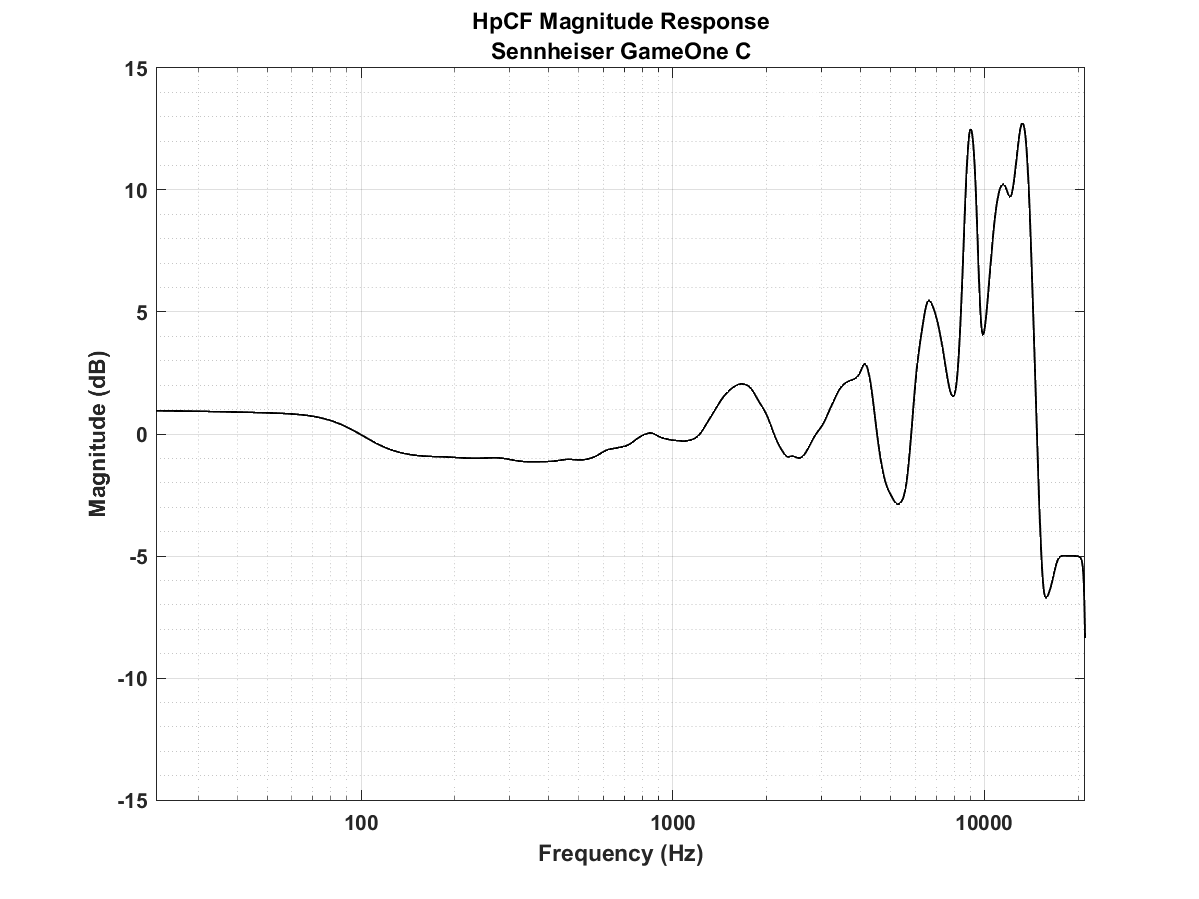 HpCF Magnitude Response
Sennheiser GameOne C
15
10
5
0
-5
-10
-15
Magnitude (dB)
100 1000 10000
Frequency (Hz)